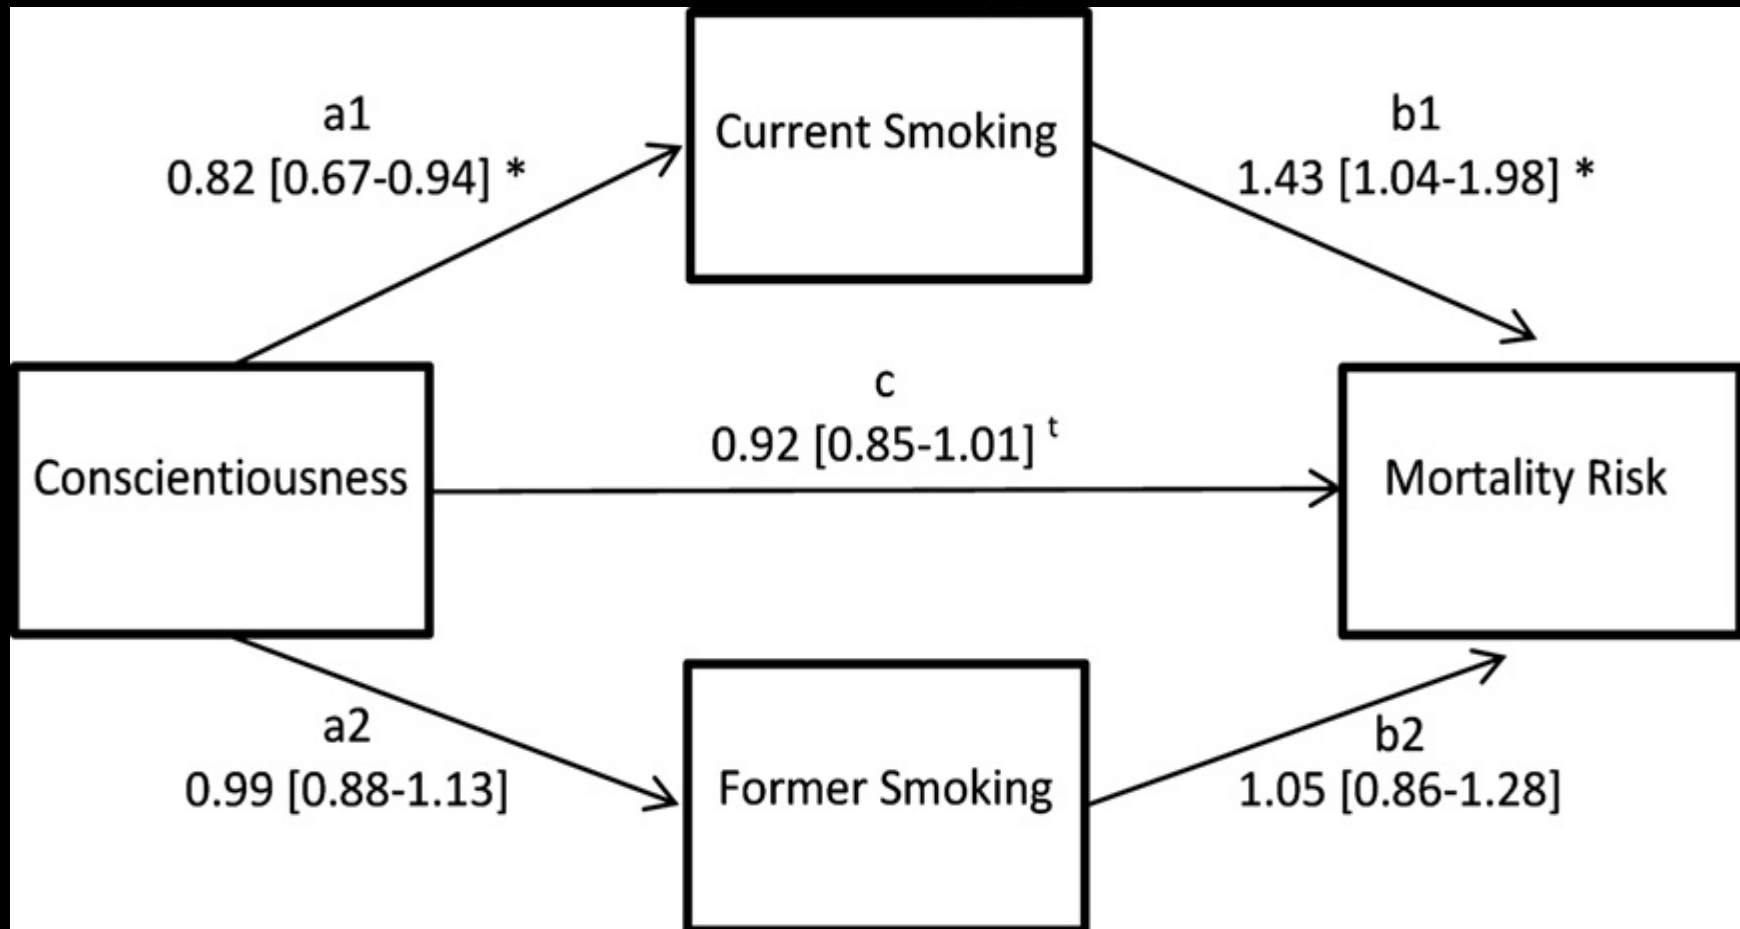 Current Smoking
a1
0.82 [0.67-0.94] *
b1
1.43 [1.04-1.98] *
c
0.92 [0.85-1.01] t
Conscientiousness
Mortality Risk
a2
0.99 [0.88-1.13]
Former Smoking
b2
1.05 [0.86-1.28]